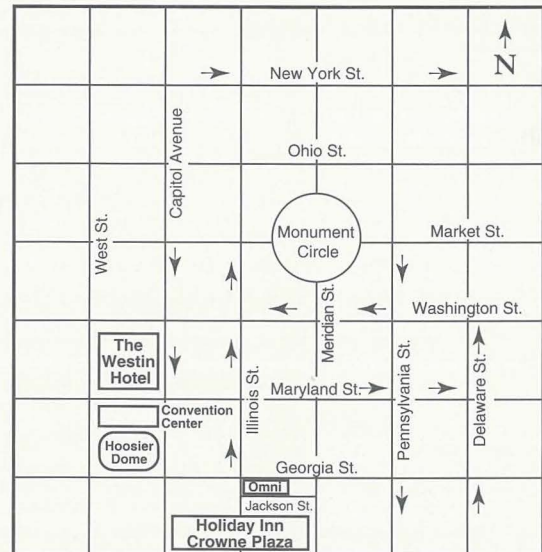 N
New York St.
Ohio St.
Capitol Avenue
West St.
Monument
Circle
Market St.
Washington St.
Meridian St.
The
Westin
Hotel
Illinois St.
Maryland St.
Pennsylvania St.
Delaware St.
Convention
Center
Hoosier
Dome
Georgia St.
Omni
Jackson St.
Holiday Inn
Crowne Plaza